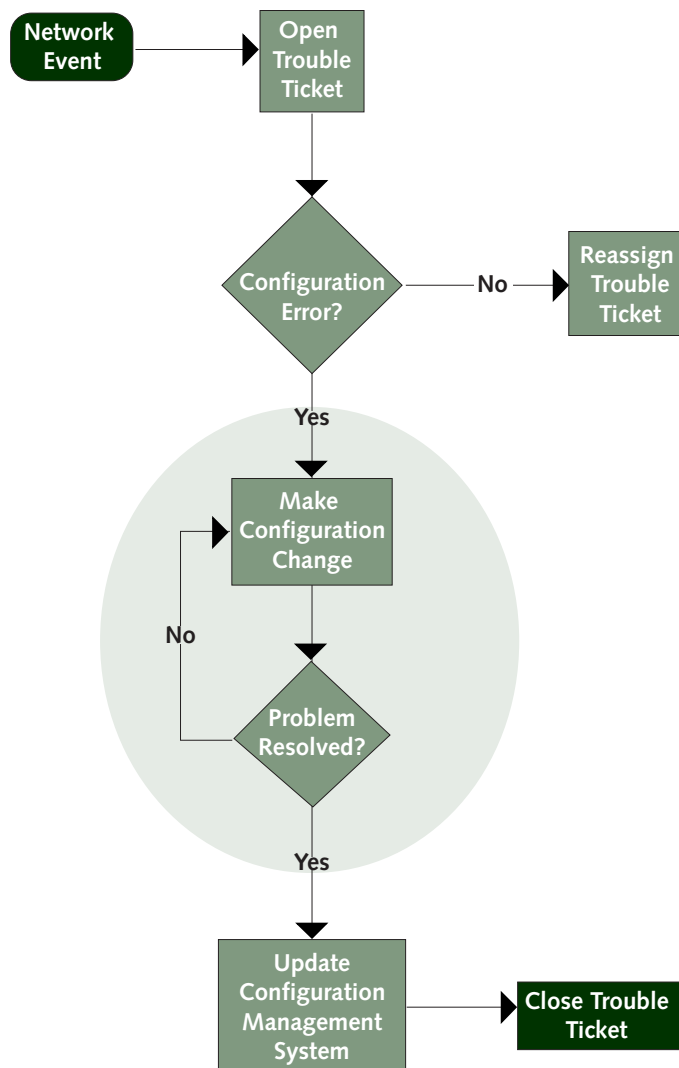 Network
Event
Open
Trouble
Ticket
Configuration
Error?
No
Reassign
Trouble
Ticket
Yes
Make
Configuration
Change
No
Problem
Resolved?
Yes
Update
Configuration
Management
System
Close Trouble
Ticket